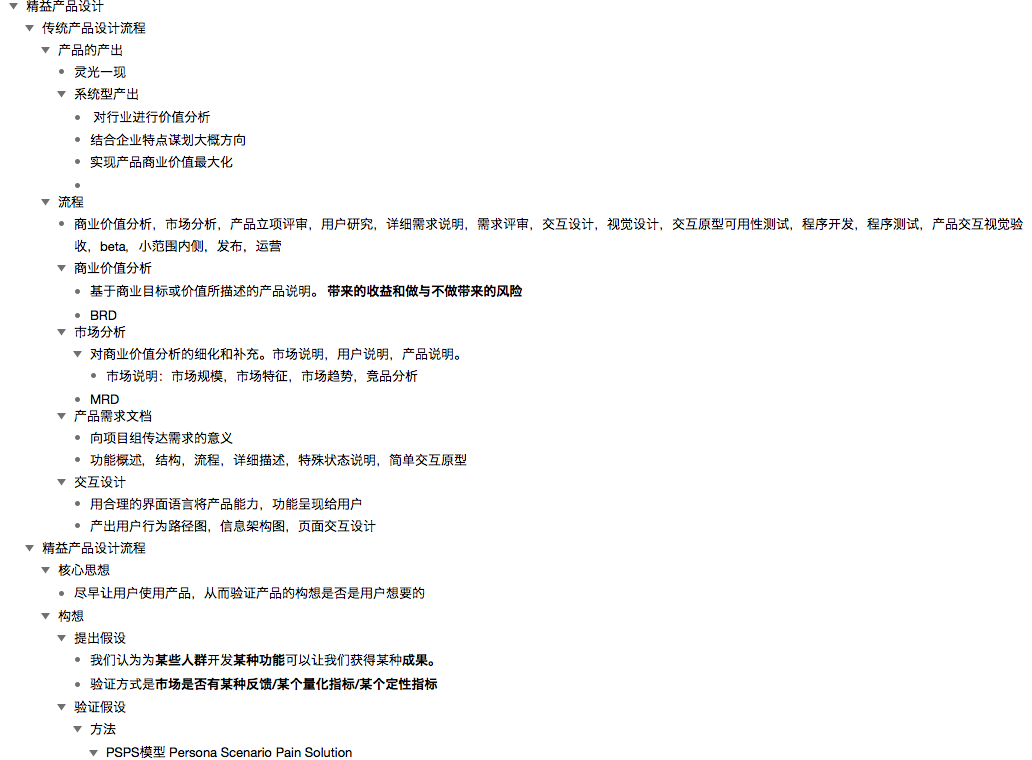 精益产品设计
传统产品设计流程
产品的产出
灵光一现
系统型产出
对行业进行价值分析
结合企业特点谋划大概方向
实现产品商业价值最大化
流程
商业价值分析，市场分析，产品立项评审，用户研究，详细需求说明，需求评审，交互设计，视觉设计，交互原型可用性测试，程序开发，程序测试，产品交互视觉验
收，beta，小范围内侧，发布，运营
商业价值分析
基于商业目标或价值所描述的产品说明。 带来的收益和做与不做带来的风险
BRD
市场分析
对商业价值分析的细化和补充。市场说明，用户说明，产品说明。
市场说明：市场规模，市场特征，市场趋势，竞品分析
MRD
产品需求文档
向项目组传达需求的意义
功能概述，结构，流程，详细描述，特殊状态说明，简单交互原型
交互设计
用合理的界面语言将产品能力，功能呈现给用户
产出用户行为路径图，信息架构图，页面交互设计
精益产品设计流程
核心思想
尽早让用户使用产品，从而验证产品的构想是否是用户想要的
构想
提出假设
我们认为为某些人群开发某种功能可以让我们获得某种成果。
验证方式是市场是否有某种反馈/某个量化指标/某个定性指标
验证假设
方法
PSPS模型 Persona Scenario Pain Solution